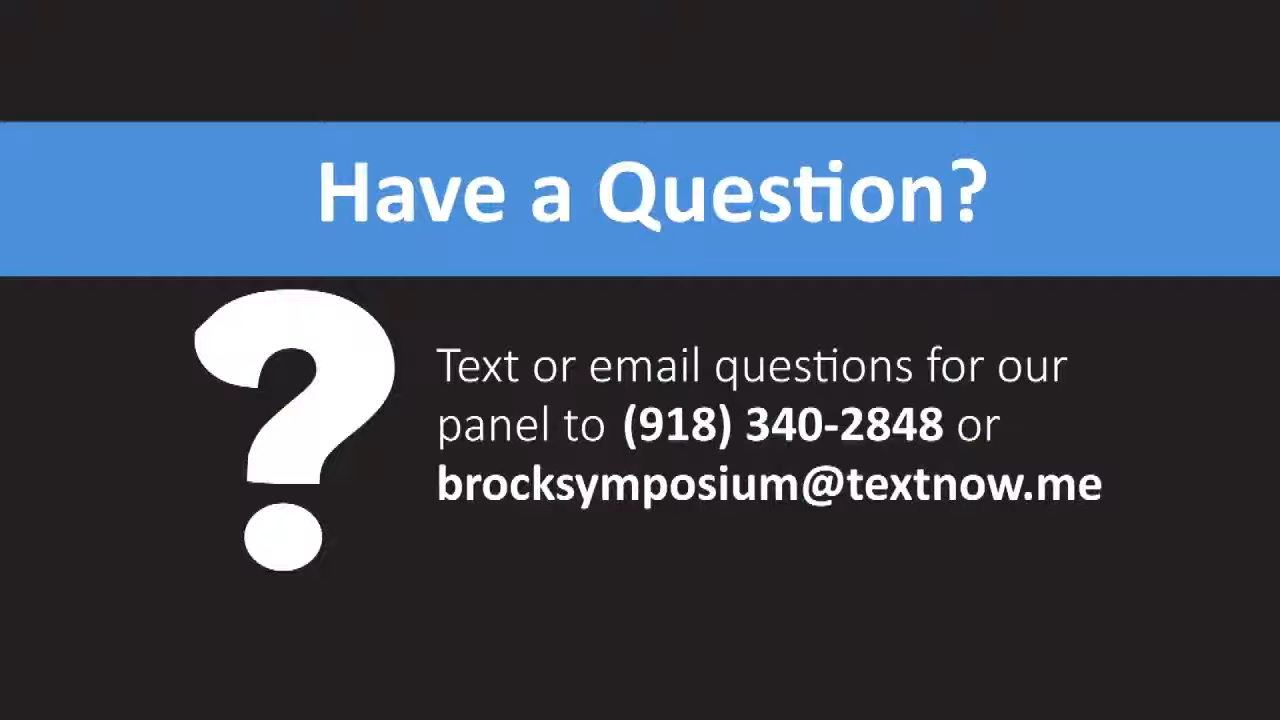 Have a Question?
?
Text or email questions for our
panel to (918) 340-2848 or
brocksymposium@textnow.me